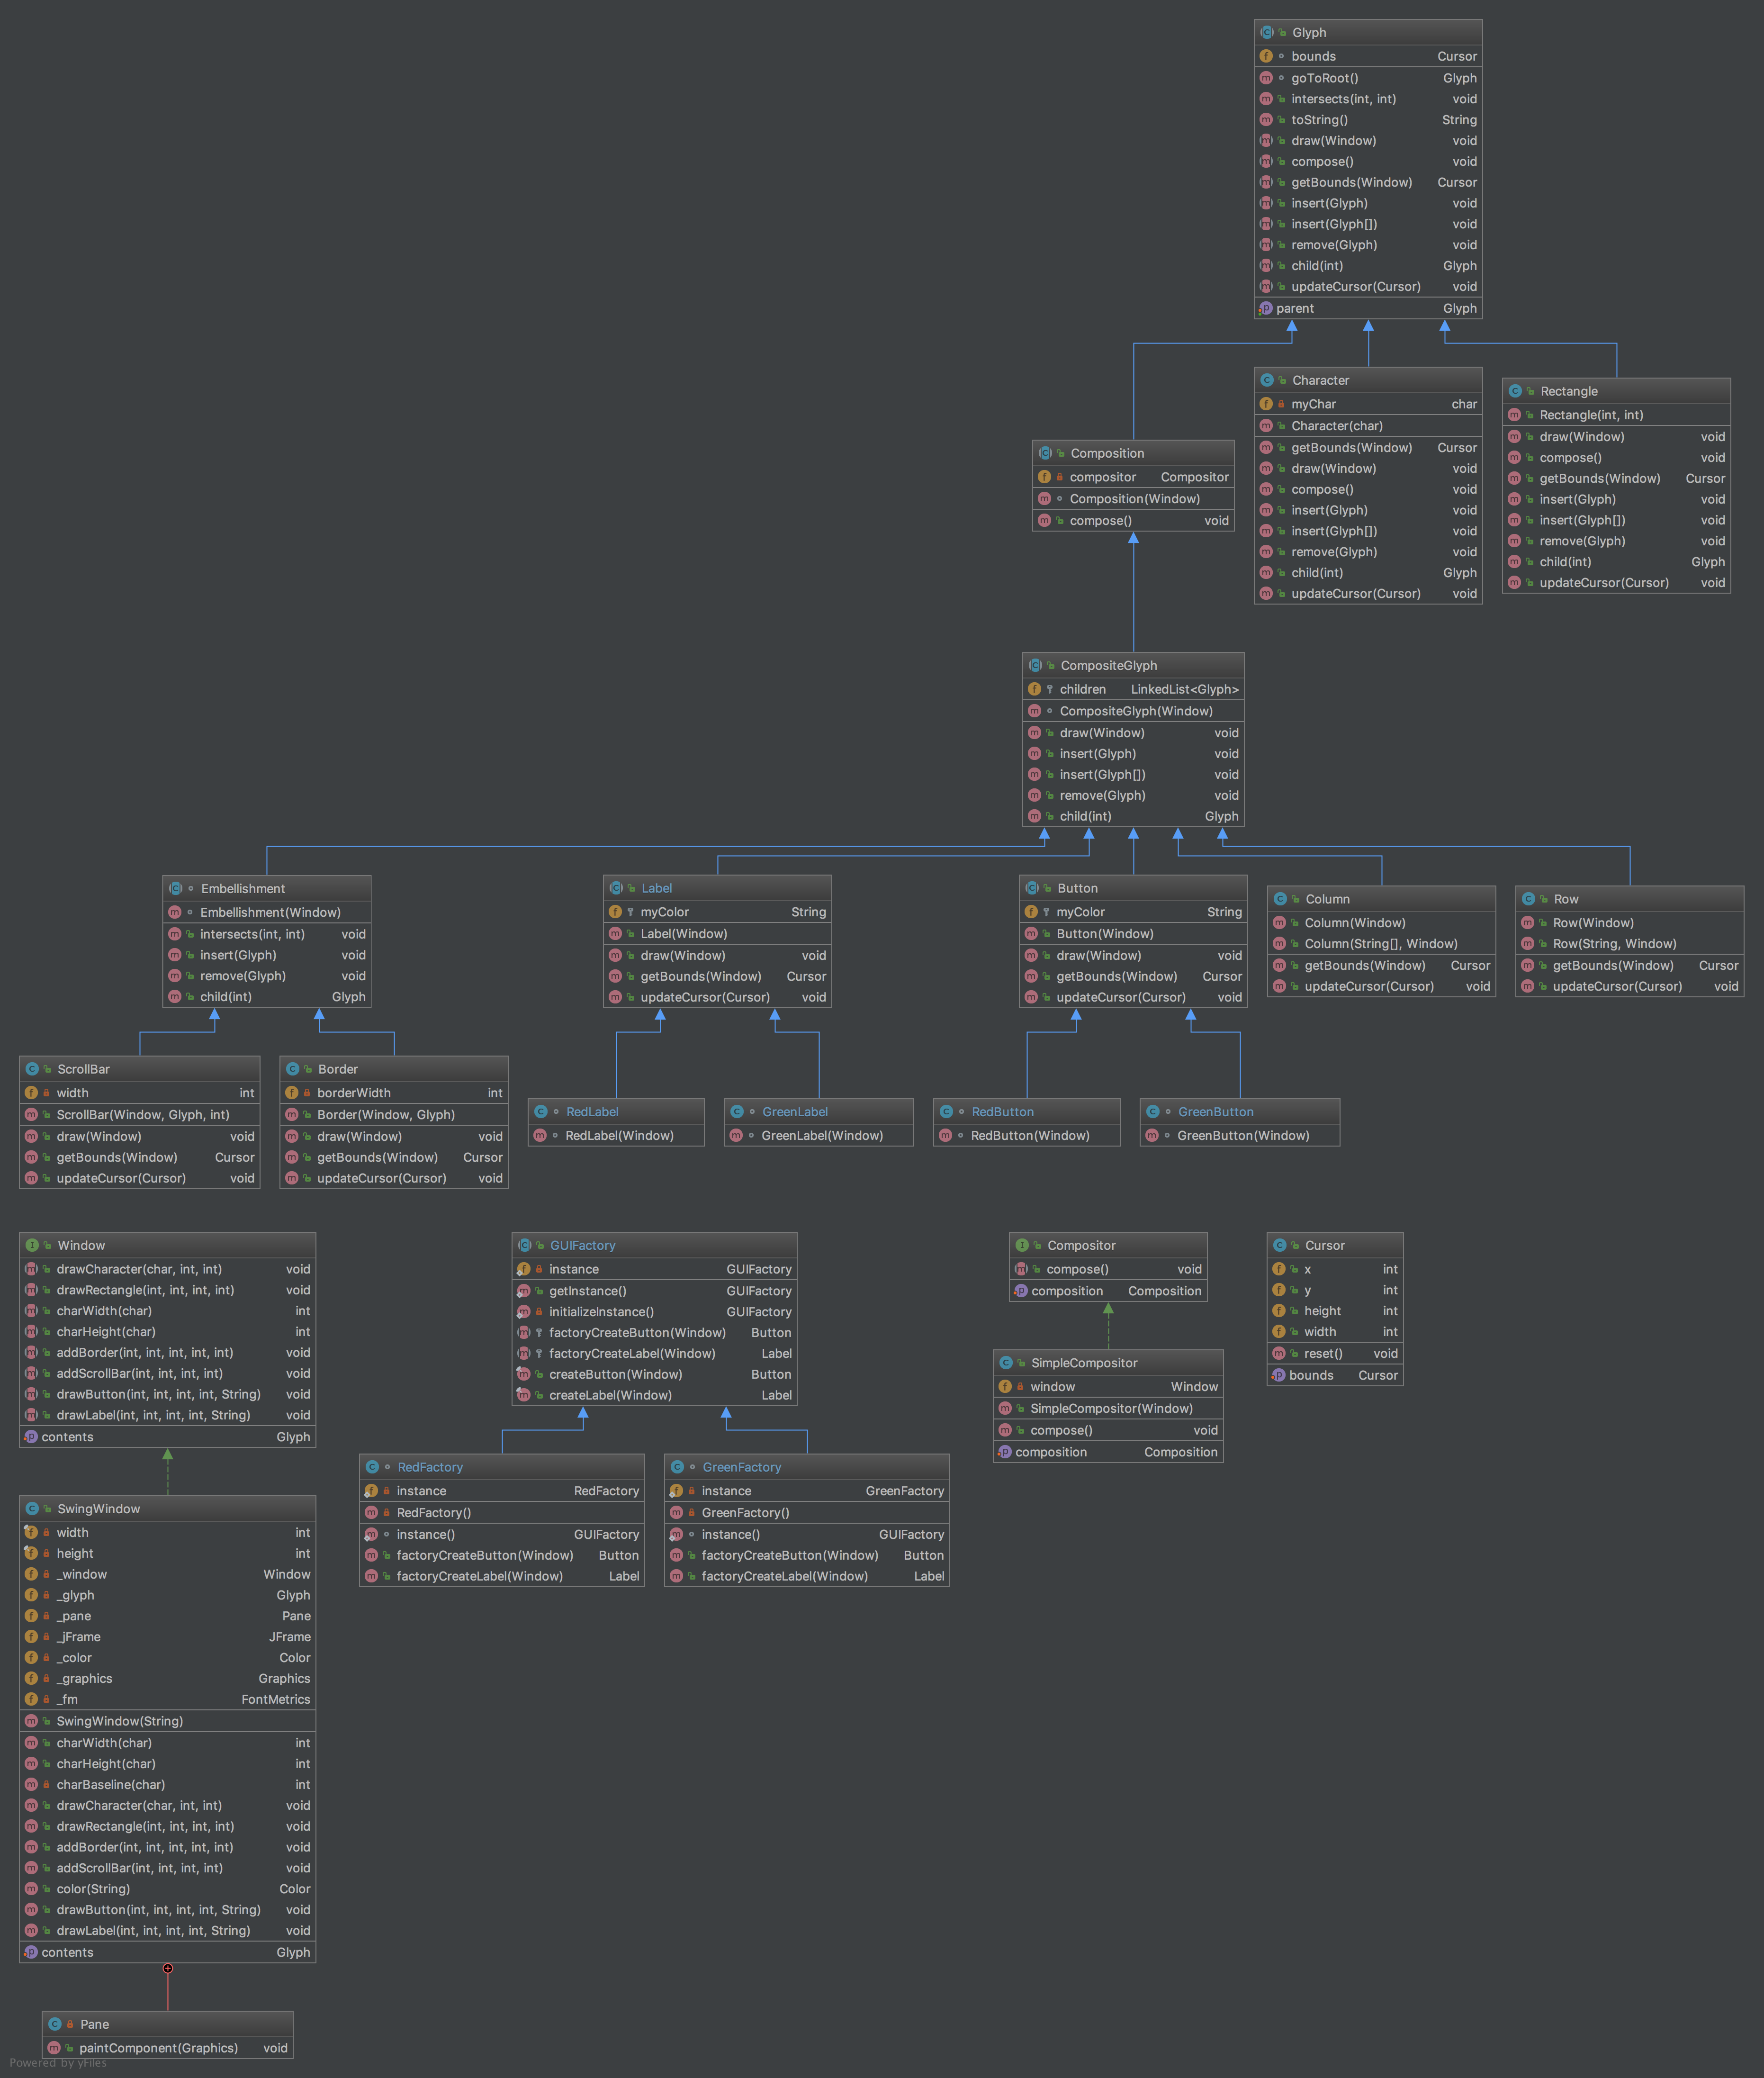 Glyph
bounds Cursor
goToRoot() Glyph
intersects(int, int) void
toString() String
draw(Window) void
compose() void
getBounds(Window) Cursor
insert(Glyph) void
insert(Glyph[]) void
remove(Glyph) void
child(int) Glyph
updateCursor(Cursor) void
parent Glyph
Composition
compositor Compositor
Composition(Window)
compose() void
Character
myChar char
Character(char)
getBounds(Window) Cursor
draw(Window) void
compose() void
insert(Glyph) void
insert(Glyph[]) void
remove(Glyph) void
child(int) Glyph
updateCursor(Cursor) void
Rectangle
Rectangle(int, int)
draw(Window) void
compose() void
getBounds(Window) Cursor
insert(Glyph) void
insert(Glyph[]) void
remove(Glyph) void
child(int) Glyph
updateCursor(Cursor) void
CompositeGlyph
children LinkedList<Glyph>
CompositeGlyph(Window)
draw(Window) void
insert(Glyph) void
insert(Glyph[]) void
remove(Glyph) void
child(int) Glyph
Embellishment
Embellishment(Window)
intersects(int, int) void
insert(Glyph) void
remove(Glyph) void
child(int) Glyph
Label
myColor String
Label(Window)
draw(Window) void
getBounds(Window) Cursor
updateCursor(Cursor) void
Button
myColor String
Button(Window)
draw(Window) void
getBounds(Window) Cursor
updateCursor(Cursor) void
Column
Column(Window)
Column(String[], Window)
getBounds(Window) Cursor
updateCursor(Cursor) void
Row
Row(Window)
Row(String, Window)
getBounds(Window) Cursor
updateCursor(Cursor) void
ScrollBar
width int
ScrollBar(Window, Glyph, int)
draw(Window) void
getBounds(Window) Cursor
updateCursor(Cursor) void
Border
borderWidth int
Border(Window, Glyph)
draw(Window) void
getBounds(Window) Cursor
updateCursor(Cursor) void
RedLabel
RedLabel(Window)
GreenLabel
GreenLabel(Window)
RedButton
RedButton(Window)
GreenButton
GreenButton(Window)
Window
drawCharacter(char, int, int) void
drawRectangle(int, int, int, int) void
charWidth(char) int
charHeight(char) int
addBorder(int, int, int, int, int) void
addScrollBar(int, int, int, int) void
drawButton(int, int, int, int, String) void
drawLabel(int, int, int, int, String) void
contents Glyph
GUIFactory
instance GUIFactory
getInstance() GUIFactory
initializeInstance() GUIFactory
factoryCreateButton(Window) Button
factoryCreateLabel(Window) Label
createButton(Window) Button
createLabel(Window) Label
Compositor
compose() void
composition Composition
Cursor
x int
y int
height int
width int
reset() void
bounds Cursor
SimpleCompositor
window Window
SimpleCompositor(Window)
compose() void
composition Composition
RedFactory
instance RedFactory
RedFactory()
instance() GUIFactory
factoryCreateButton(Window) Button
factoryCreateLabel(Window) Label
GreenFactory
instance GreenFactory
GreenFactory()
instance() GUIFactory
factoryCreateButton(Window) Button
factoryCreateLabel(Window) Label
SwingWindow
width int
height int
_window Window
_glyph Glyph
_pane Pane
_jFrame JFrame
_color Color
_graphics Graphics
_fm FontMetrics
SwingWindow(String)
charWidth(char) int
charHeight(char) int
charBaseline(char) int
drawCharacter(char, int, int) void
drawRectangle(int, int, int, int) void
addBorder(int, int, int, int, int) void
addScrollBar(int, int, int, int) void
color(String) Color
drawButton(int, int, int, int, String) void
drawLabel(int, int, int, int, String) void
contents Glyph
Pane
paintComponent(Graphics) void
Powered by yFiles